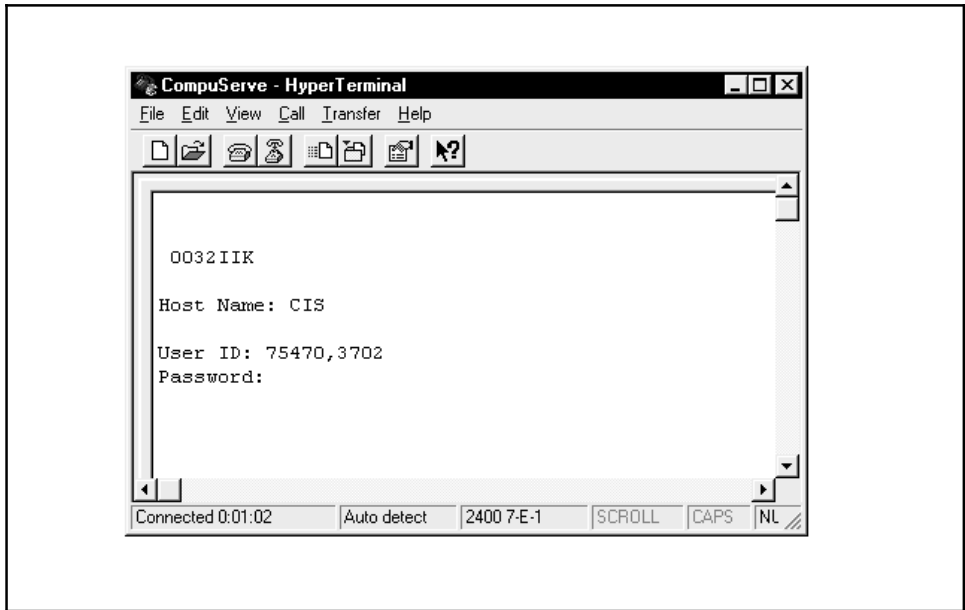 CompuServe - HyperTerminal
File Edit View Call Transfer Help
0032IIK
Host Name: CIS
User ID: 75470,3702
Password:
Connected 0:01:02 Auto detect 2400 7-E-1 SCROLL CAPS NL